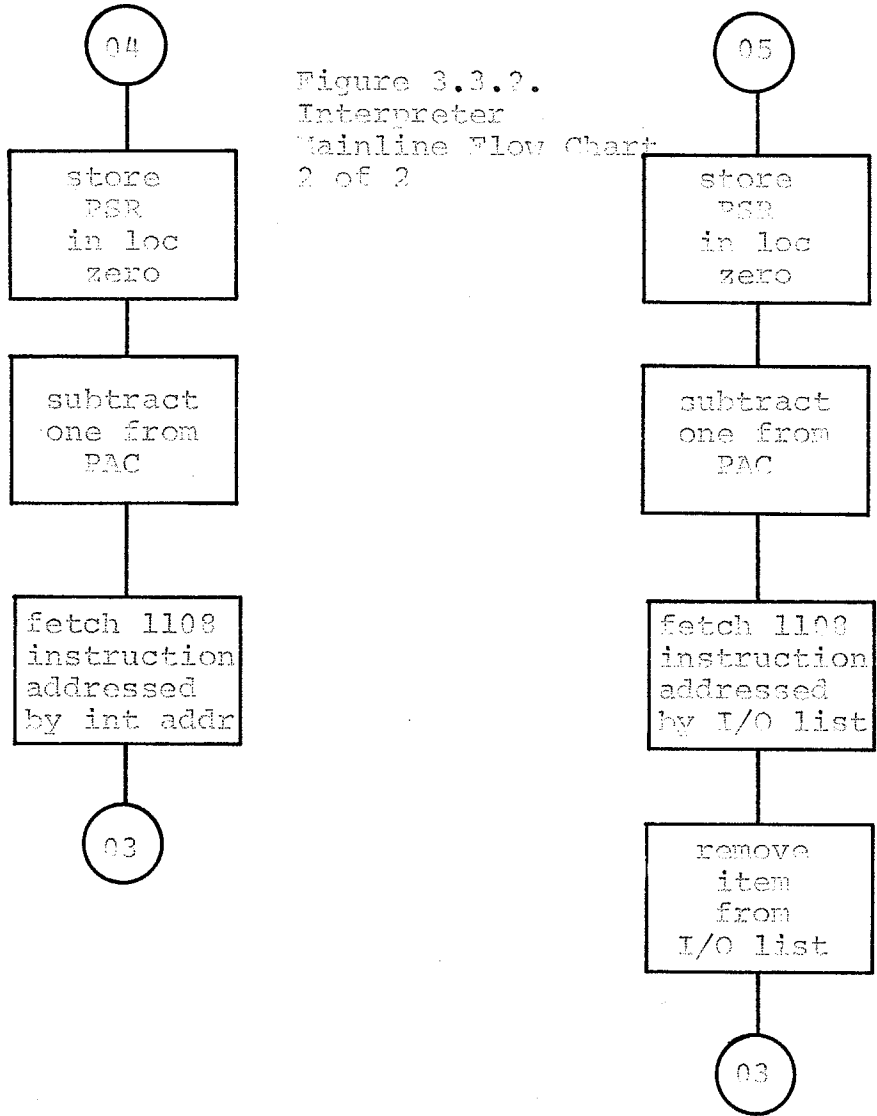 04
store
PSR
in loc
zero
subtract
one from
PAC
fetch 1108
instruction
addressed
by int addr
03
Figure 3.3.2.
Interpreter
Mainline Flow Chart
2 of 2
05
store
PSR
in loc
zero
subtract
one from
PAC
fetch 1108
instruction
addressed
by I/O list
remove
item
from
I/O list
03